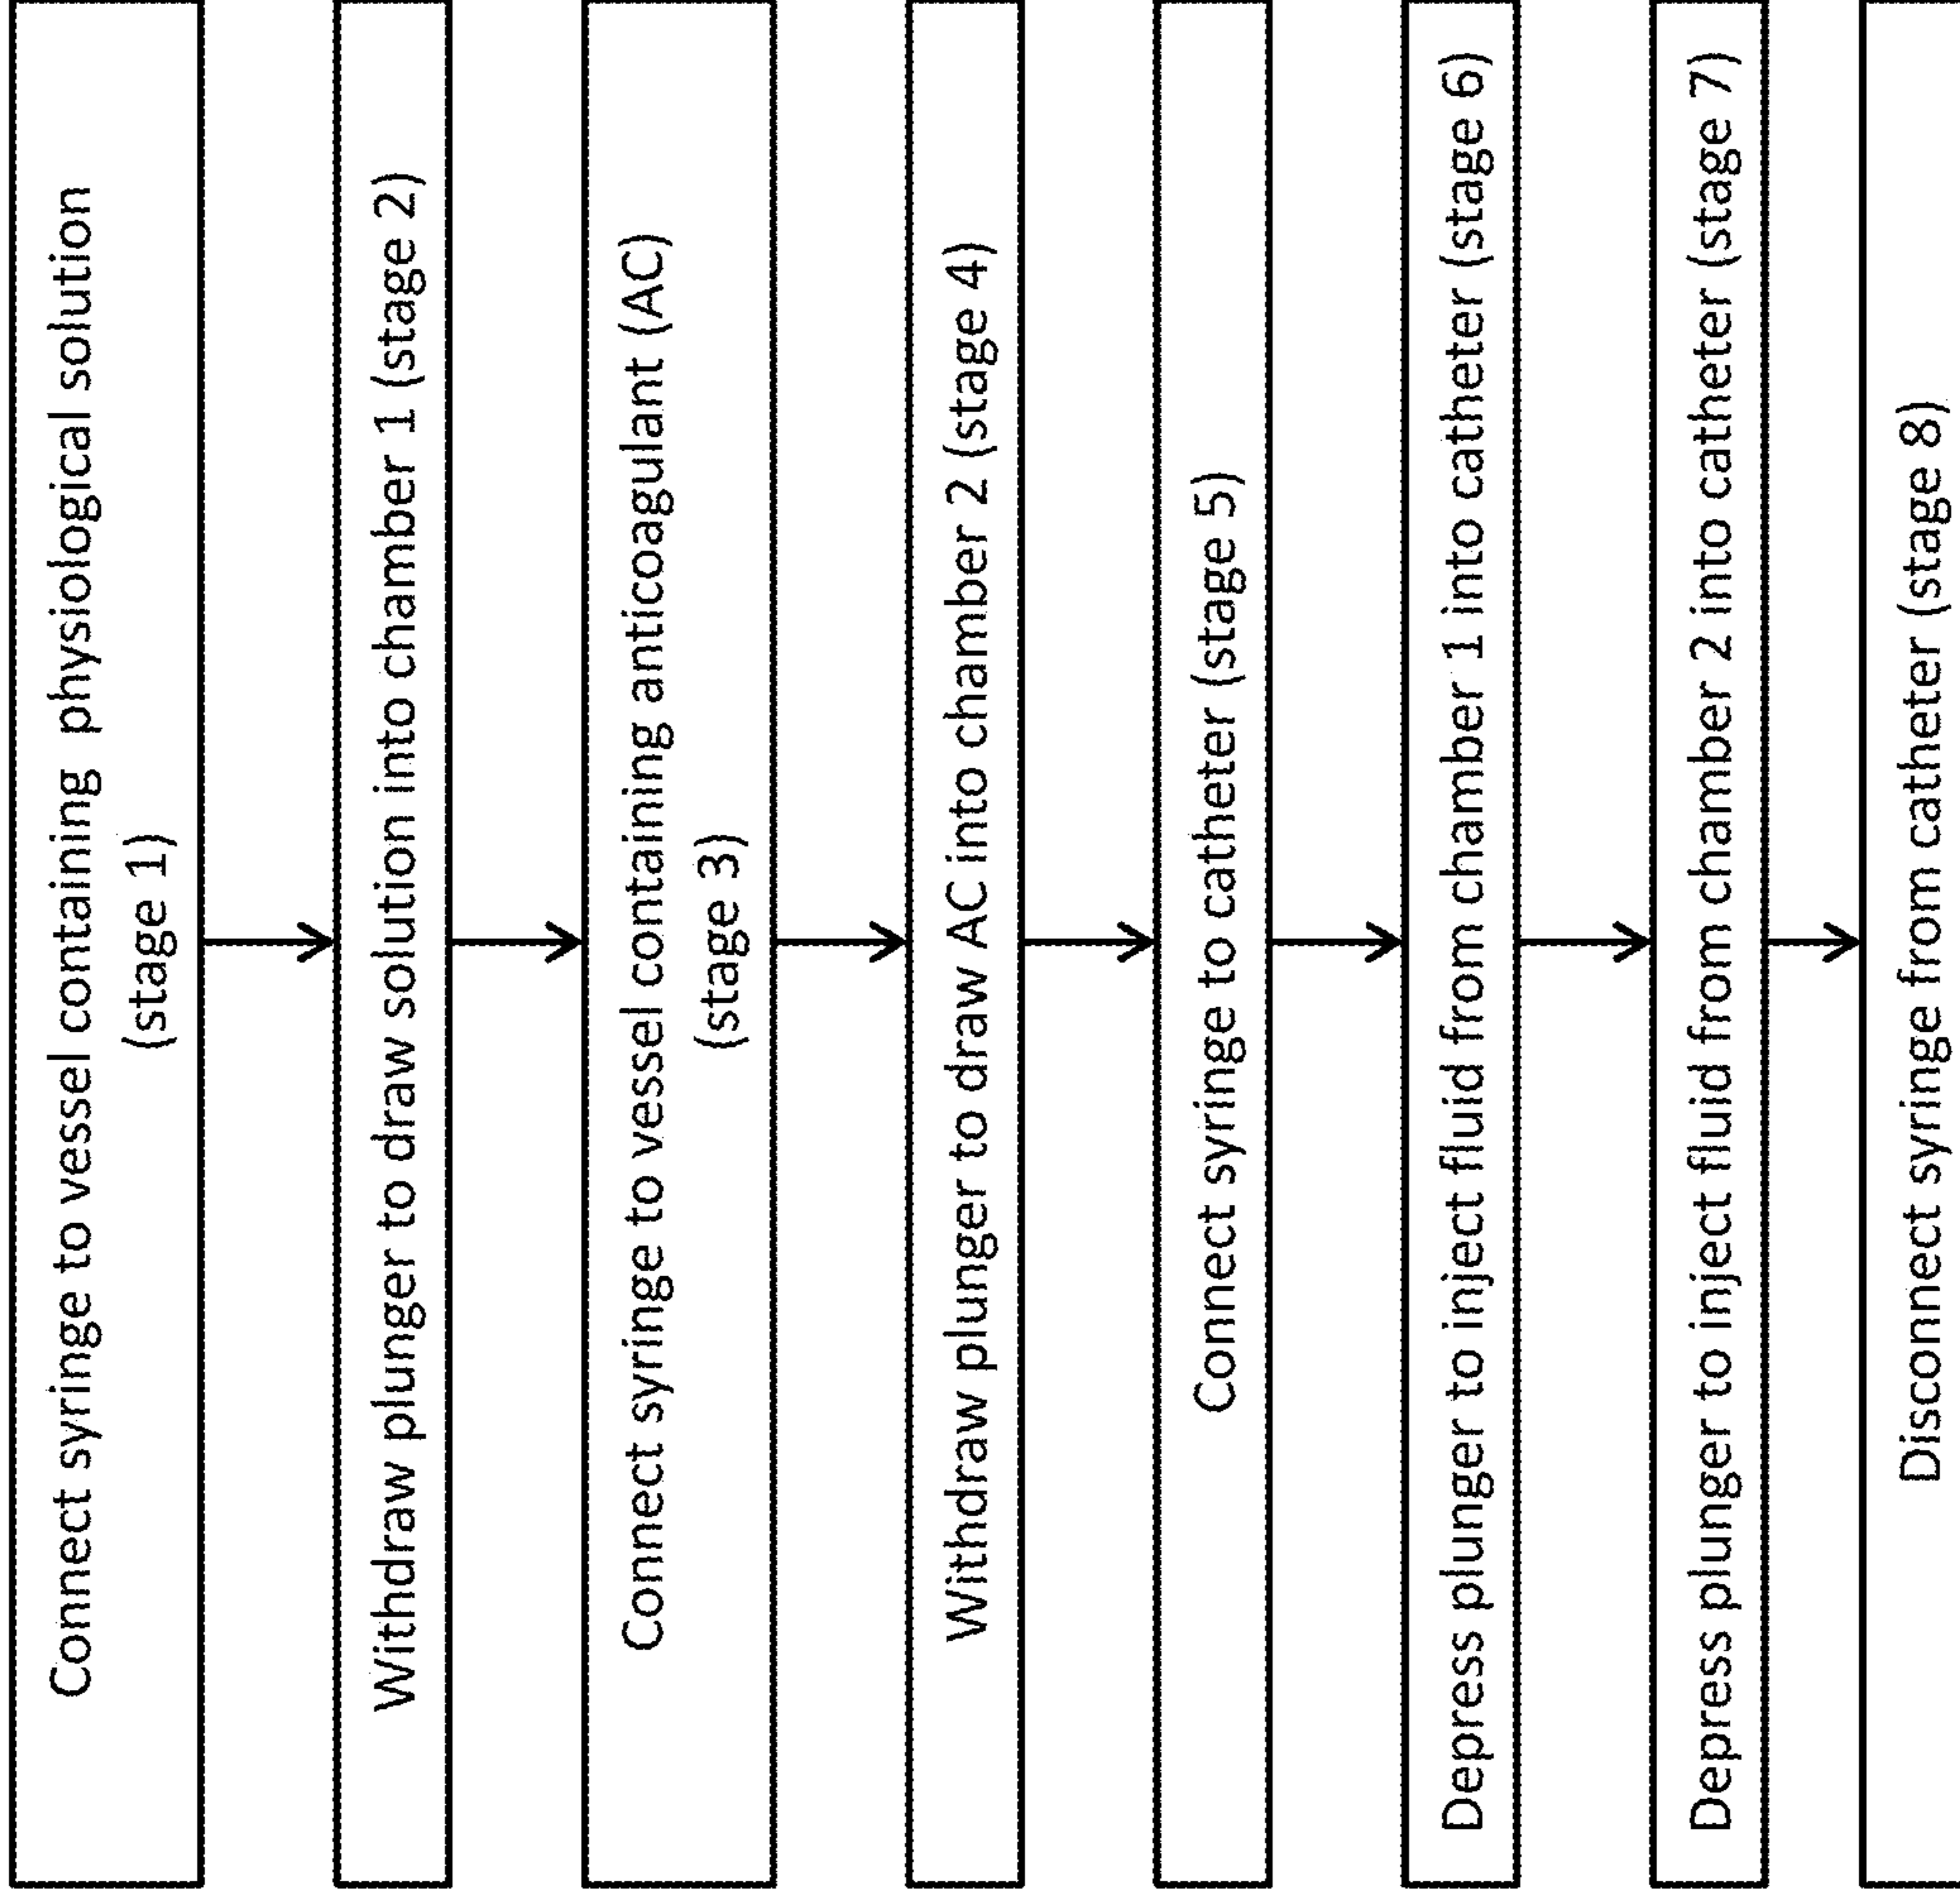 Connect syringe to vessel containing physiological solution
(stage 1)
Withdraw plunger to draw solution into chamber 1 (stage 2)
Connect syringe to vessel containing anticoagulant (AC)
(stage 3)
Withdraw plunger to draw AC into chamber 2 (stage 4)
Connect syringe to catheter (stage 5)
Depress plunger to inject fluid from chamber 1 into catheter (stage 6)
Depress plunger to inject fluid from chamber 2 into catheter (stage 7)
Disconnect syringe from catheter (stage 8)